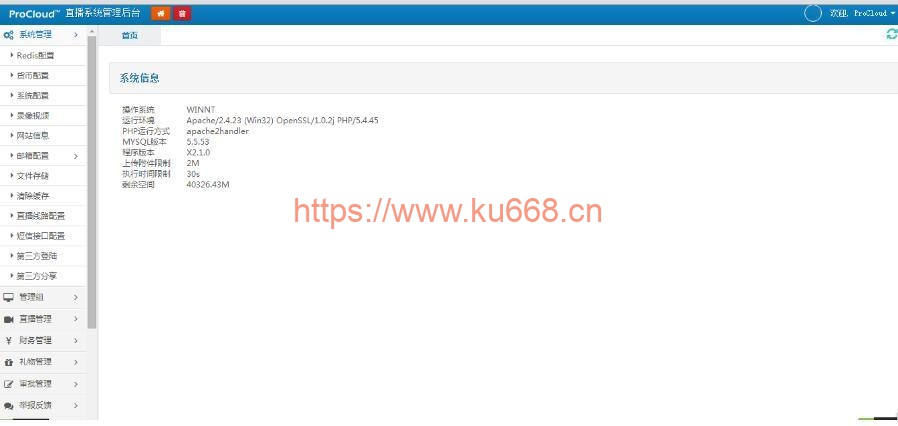 ProCloud™ 直播系统管理后台
欢迎, ProCloud
系统管理
Redis配置
货币配置
系统配置
录像视频
网站信息
邮箱配置
文件存储
清除缓存
直播线路配置
短信接口配置
第三方登陆
第三方分享
管理组
直播管理
财务管理
礼物管理
审批管理
举报反馈
首页
系统信息
操作系统 WINNT
运行环境 Apache/2.4.23 (Win32) OpenSSL/1.0.2j PHP/5.4.45
PHP运行方式 apache2handler
MYSQL版本 5.5.53
程序版本 X2.1.0
上传附件限制 2M
执行时间限制 30s
剩余空间 40326.43M
https://www.ku668.cn